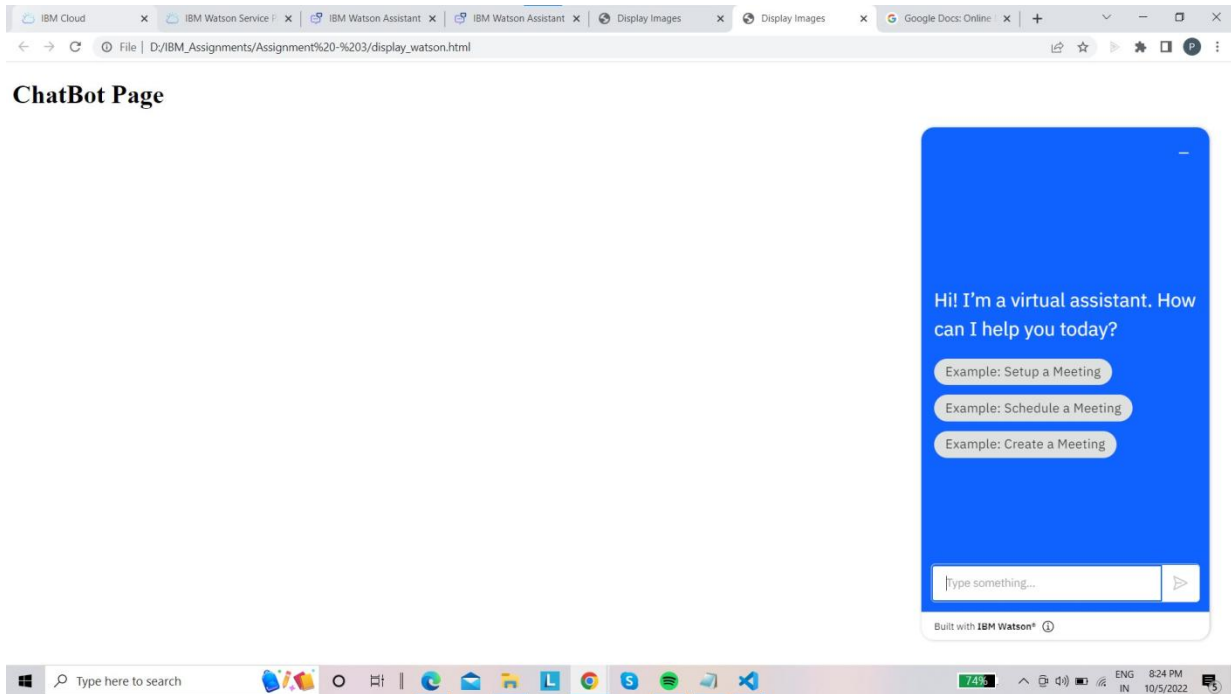 IBM Cloud
IBM Watson Service P
IBM Watson Assistant
IBM Watson Assistant
Display Images
Display Images
Google Docs: Online
File | D:/IBM_Assignments/Assignment%20-%203/display_watson.html
P
ChatBot Page
Hi! I'm a virtual assistant. How
can I help you today?
Example: Setup a Meeting
Example: Schedule a Meeting
Example: Create a Meeting
Type something...
Built with IBM Watson®
Type here to search
L
S
74%
ENG
IN
8:24 PM
10/5/2022
5